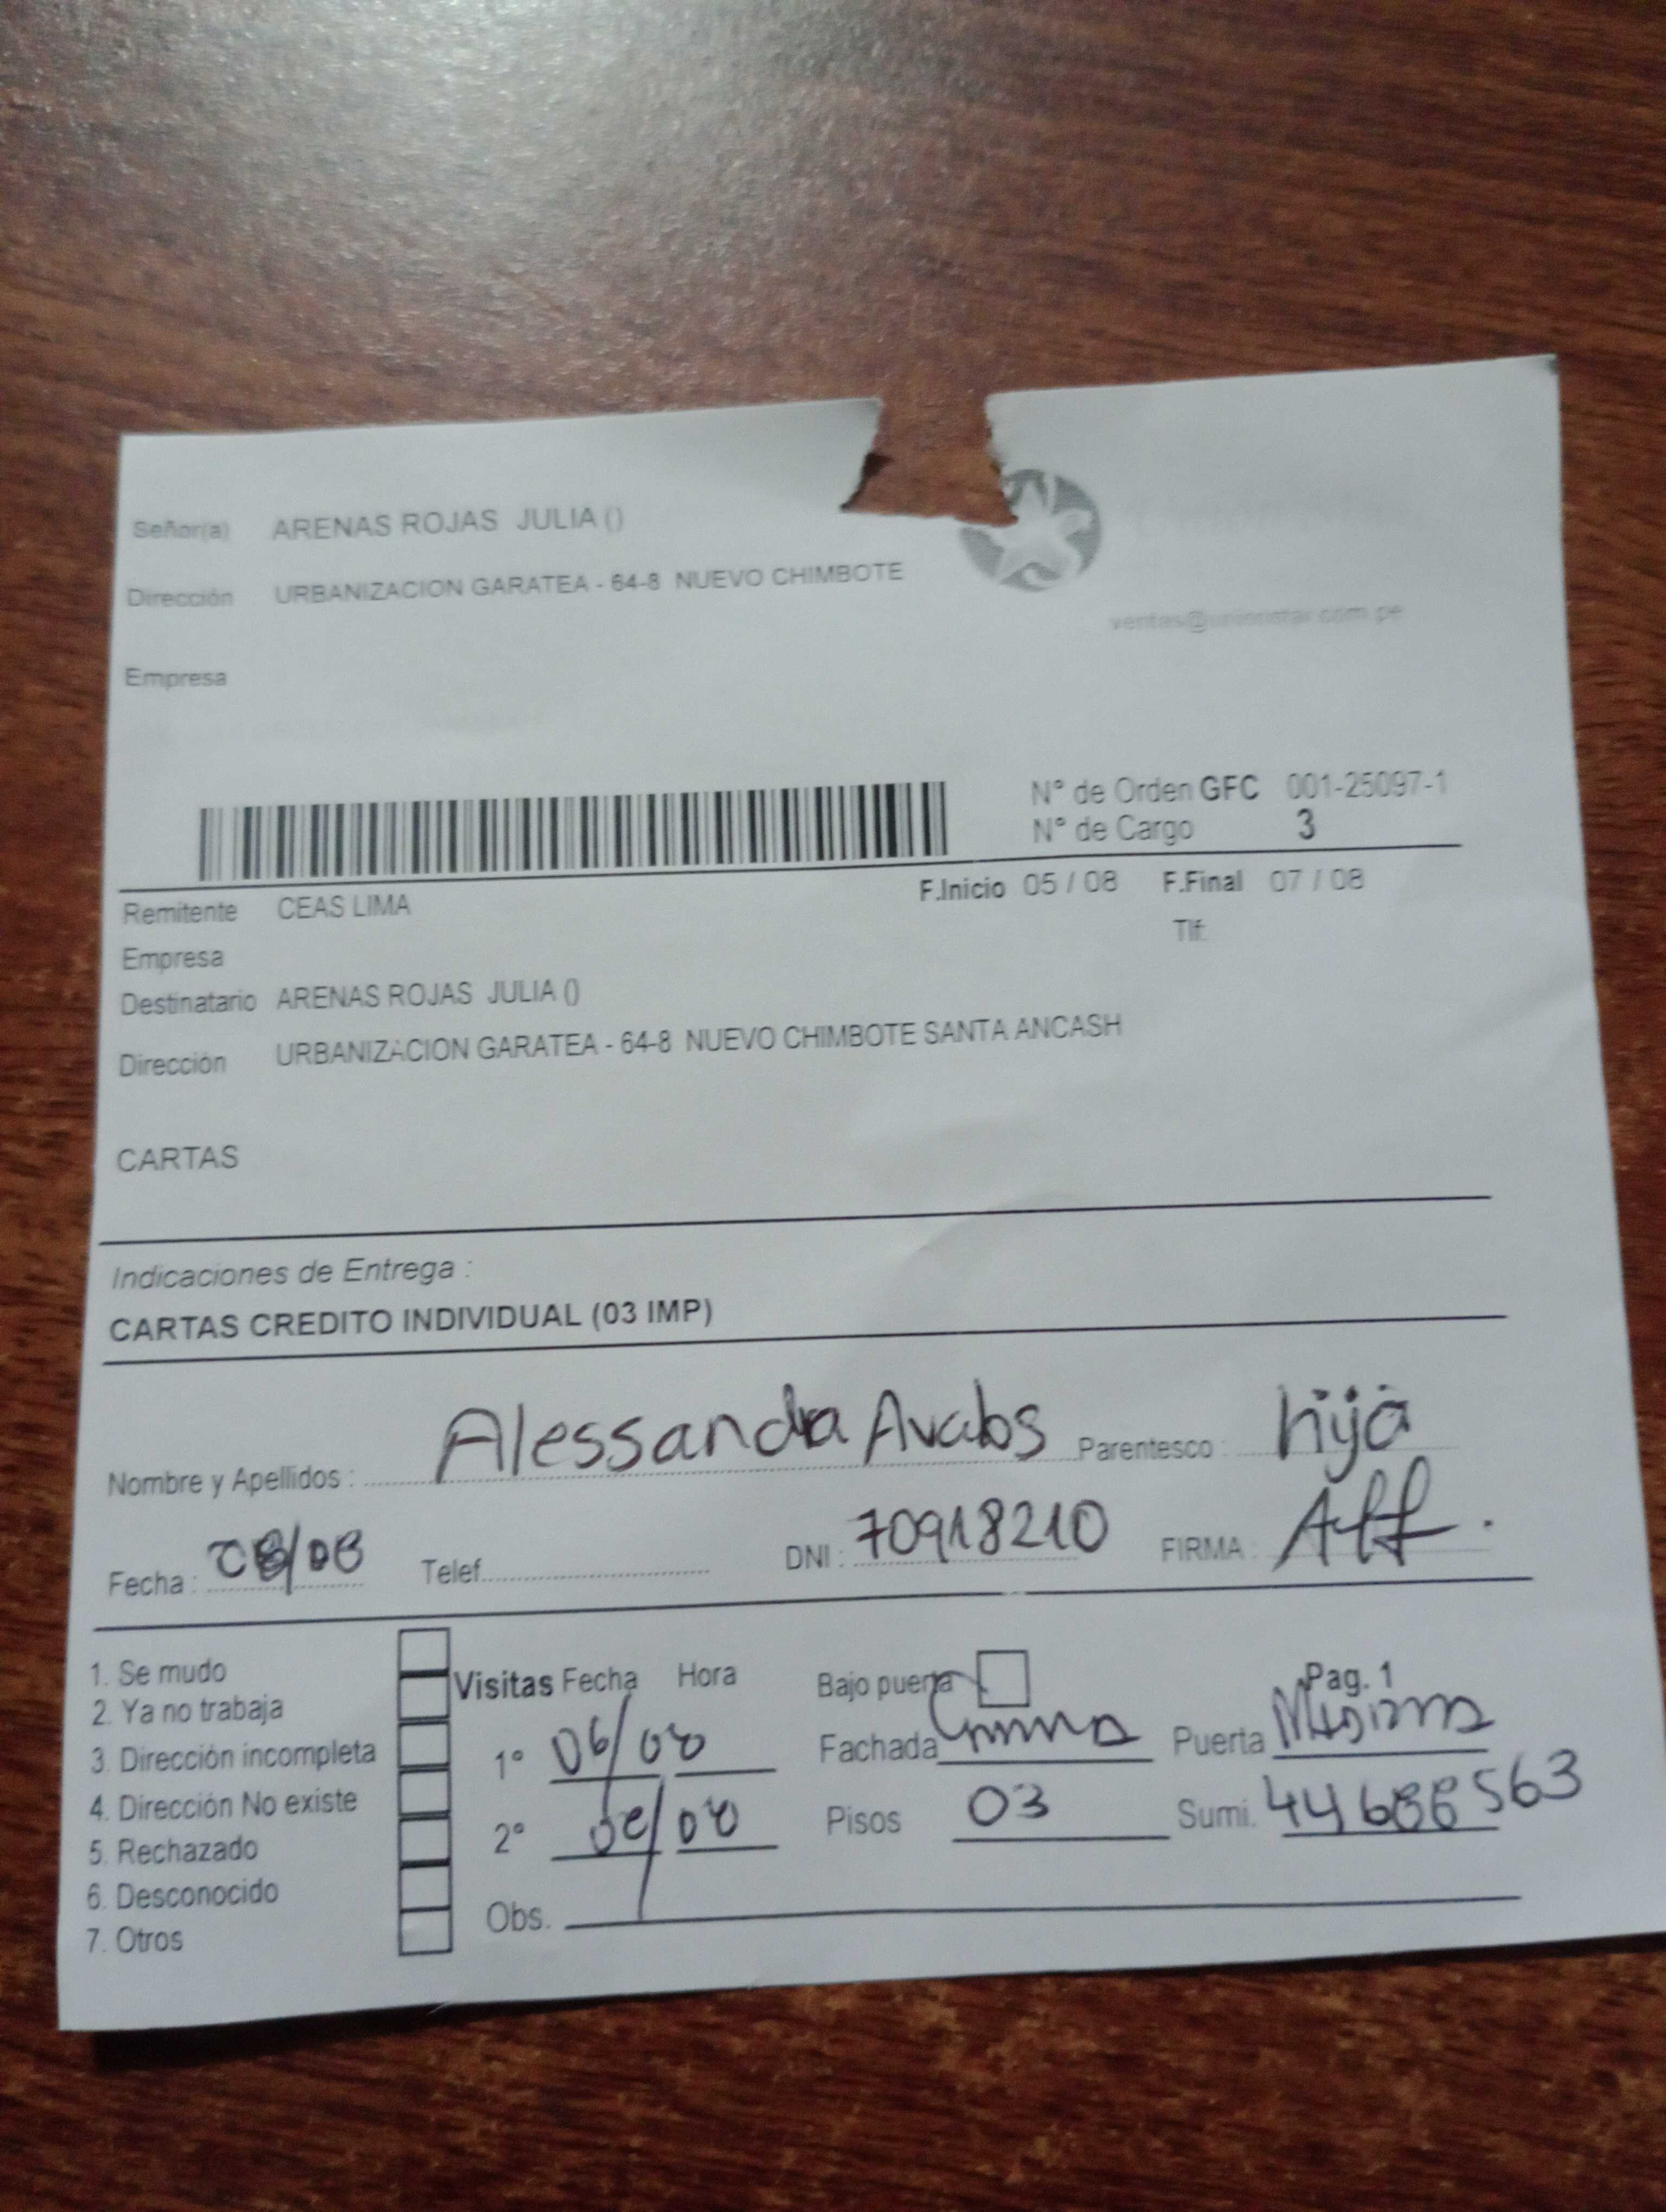 Señor(a) ARENAS ROJAS JULIA ()
Dirección URBANIZACION GARATEA - 64-8 NUEVO CHIMBOTE
ventas@unionstar.com.pe
Empresa
N° de Orden GFC 001-25097-1
N° de Cargo 3
F.Inicio 05 / 08 F.Final 07 / 08
Remitente CEAS LIMA
Tlf:
Empresa
Destinatario ARENAS ROJAS JULIA ()
Dirección URBANIZACION GARATEA - 64-8 NUEVO CHIMBOTE SANTA ANCASH
CARTAS
Indicaciones de Entrega :
CARTAS CREDITO INDIVIDUAL (03 IMP)
Nombre y Apellidos : Alessandra Avalos Parentesco : hija
Fecha : Telef. DNI : 70918210 FIRMA :
1. Se mudo
2. Ya no trabaja
3. Dirección incompleta
4. Dirección No existe
5. Rechazado
6. Desconocido
7. Otros
Visitas Fecha Hora
1° 06/08
2°
Obs.
Bajo puerta
Pag. 1
Fachada Puerta
Pisos 03 Sumi.